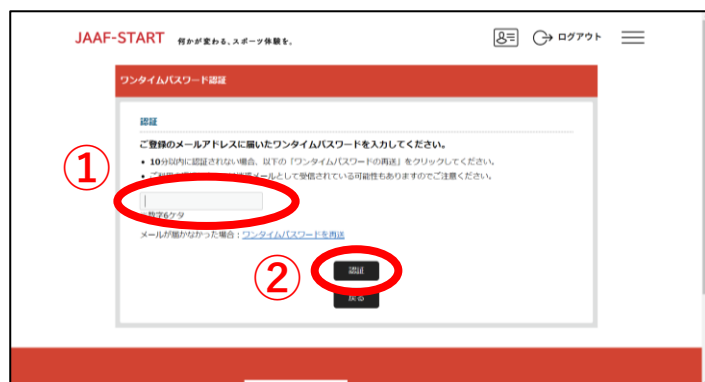 JAAF-START 何かが変わる、スポーツ体験を。 ログアウト
ワンタイムパスワード認証
認証
ご登録のメールアドレスに届いたワンタイムパスワードを入力してください。
• 10分以内に認証されない場合、以下の「ワンタイムパスワードの再送」をクリックしてください。
メールとして受信されている可能性もありますのでご注意ください。
①
数字6ケタ
メールが届かなかった場合：ワンタイムパスワードを再送
②
認証
戻る